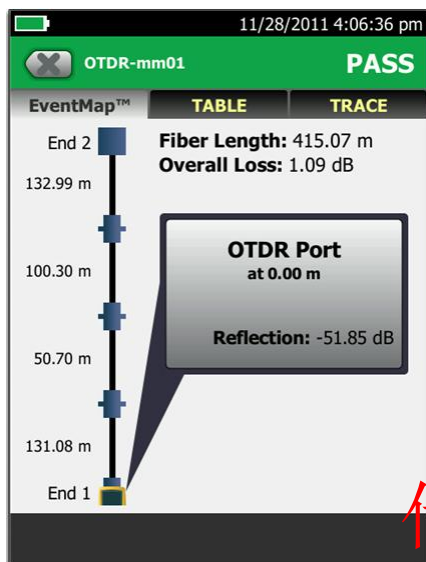 11/28/2011 4:06:36 pm
OTDR-mm01 PASS
EventMap™ TABLE TRACE
End 2 Fiber Length: 415.07 m
Overall Loss: 1.09 dB
132.99 m
OTDR Port
at 0.00 m
100.30 m
Reflection: -51.85 dB
50.70 m
131.08 m
End 1